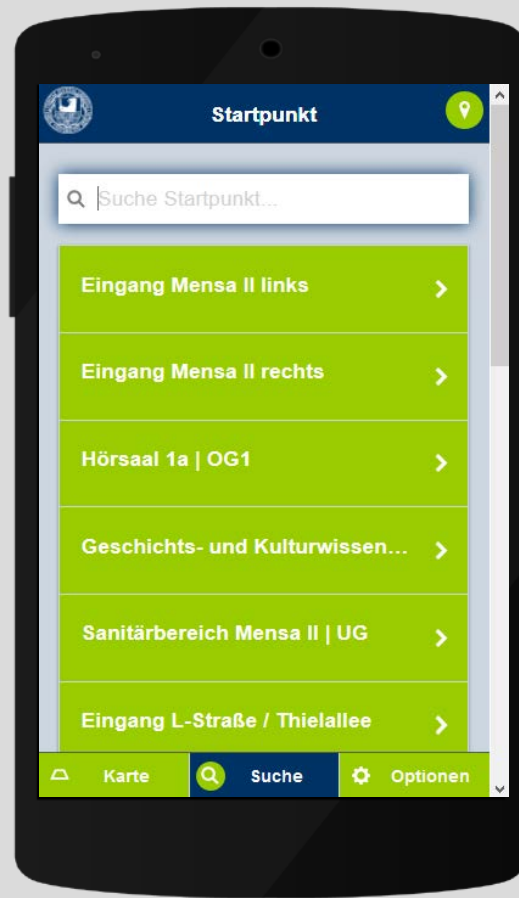 Startpunkt
Suche Startpunkt...
Eingang Mensa II links
Eingang Mensa II rechts
Hörsaal 1a | OG1
Geschichts- und Kulturwissen...
Sanitärbereich Mensa II | UG
Eingang L-Straße / Thielallee
Karte Suche Optionen